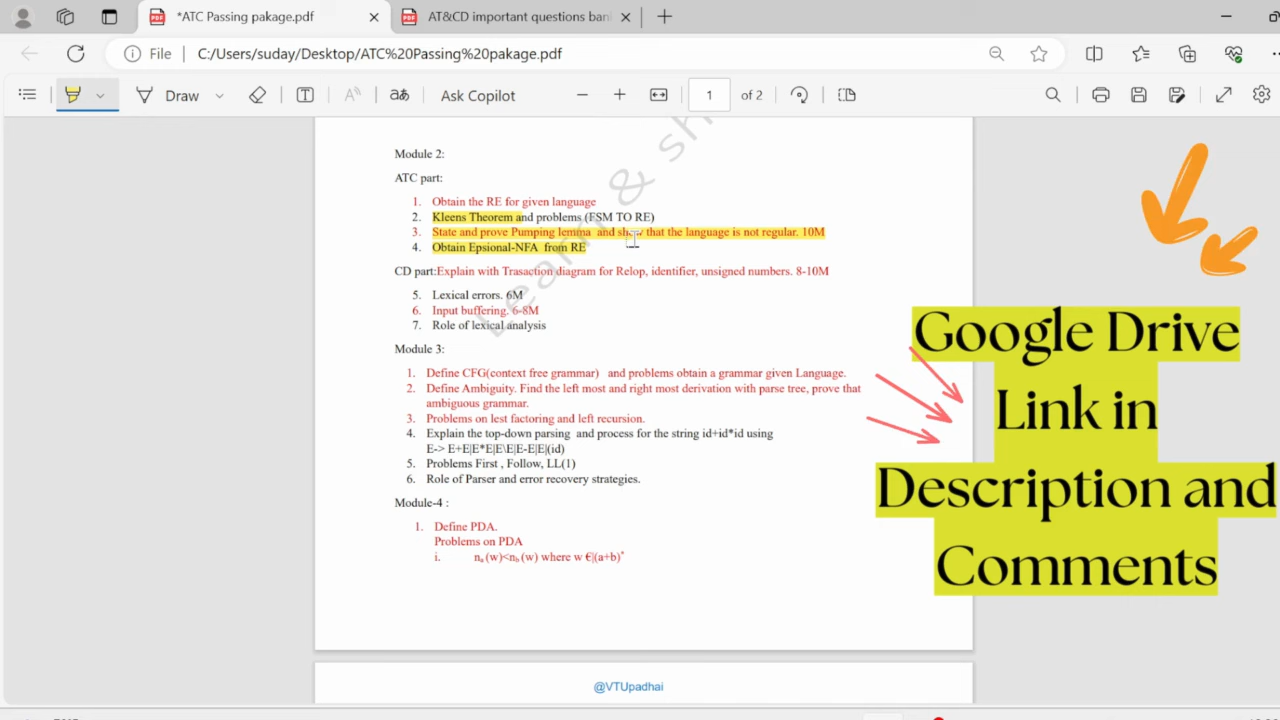 *ATC Passing pakage.pdf
AT&CD important questions ban
File
C:/Users/suday/Desktop/ATC%20Passing%20pakage.pdf
Draw
Ask Copilot
1
of 2
Learn & sh
Module 2:
ATC part:
1. Obtain the RE for given language
2. Kleens Theorem and problems (FSM TO RE)
3. State and prove Pumping lemma and show that the language is not regular. 10M
4. Obtain Epsional-NFA from RE
CD part:Explain with Trasaction diagram for Relop, identifier, unsigned numbers. 8-10M
5. Lexical errors. 6M
6. Input buffering. 6-8M
7. Role of lexical analysis
Module 3:
1. Define CFG(context free grammar) and problems obtain a grammar given Language.
2. Define Ambiguity. Find the left most and right most derivation with parse tree, prove that
ambiguous grammar.
3. Problems on lest factoring and left recursion.
4. Explain the top-down parsing and process for the string id+id*id using
E-> E+E|E*E|E\E|E-E|E|(id)
5. Problems First , Follow, LL(1)
6. Role of Parser and error recovery strategies.
Module-4 :
1. Define PDA.
Problems on PDA
i. nₐ (w)<n_b (w) where w €|(a+b)*
@VTUpadhai
Google Drive
Link in
Description and
Comments